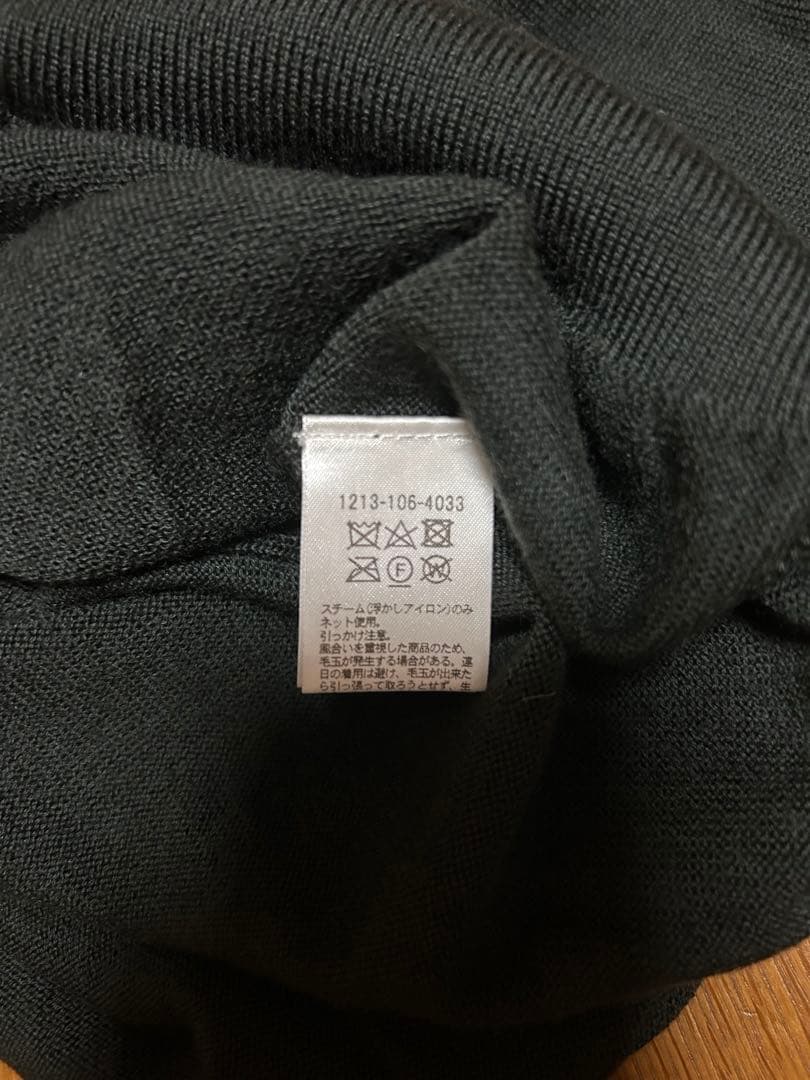 1213-106-4033
F
W
スチーム(浮かしアイロン)のみ
ネット使用。
引っかけ注意。
風合いを重視した商品のため、
毛玉が発生する場合がある。連
日の着用は避け、毛玉が出来た
ら引っ張って取ろうとせず、生